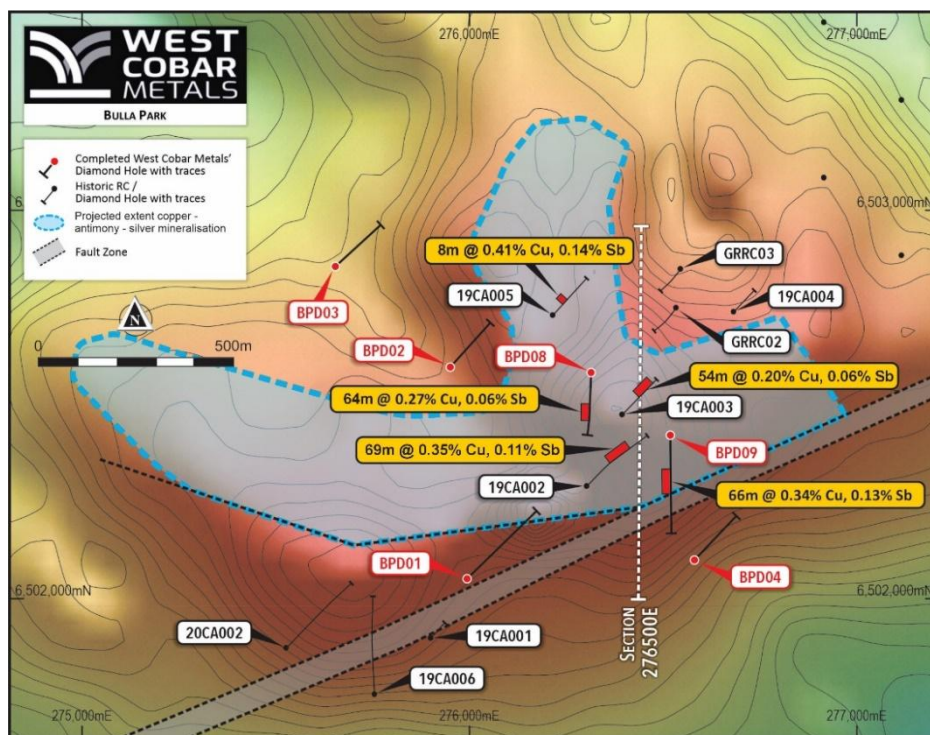 276,000mE
277,000mE
WEST
COBAR
METALS
BULLA PARK
Completed West Cobar Metals'
Diamond Hole with traces
Historic RC /
Diamond Hole with traces
Projected extent copper -
antimony - silver mineralisation
Fault Zone
6,503,000mN
8m @ 0.41% Cu, 0.14% Sb
GRRC03
19CA005
19CA004
BPD03
N
0
500m
BPD02
BPD08
GRRC02
54m @ 0.20% Cu, 0.06% Sb
64m @ 0.27% Cu, 0.06% Sb
19CA003
BPD09
69m @ 0.35% Cu, 0.11% Sb
19CA002
66m @ 0.34% Cu, 0.13% Sb
BPD01
BPD04
6,502,000mN
6,502,000mN
20CA002
19CA001
SECTION
276500E
19CA006
275,000mE
276,000mE
277,000mE